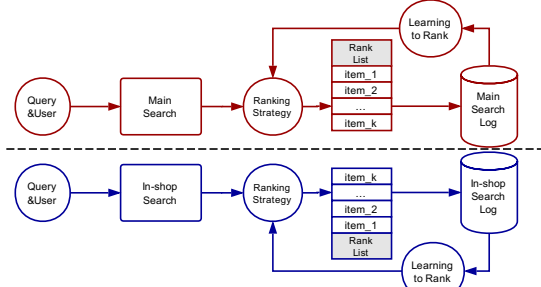 Learning
to Rank
Rank
List
item_1
item_2
...
item_k
Query
&User
Main
Search
Ranking
Strategy
Main
Search
Log
Query
&User
In-shop
Search
Ranking
Strategy
item_k
...
item_2
item_1
Rank
List
In-shop
Search
Log
Learning
to Rank